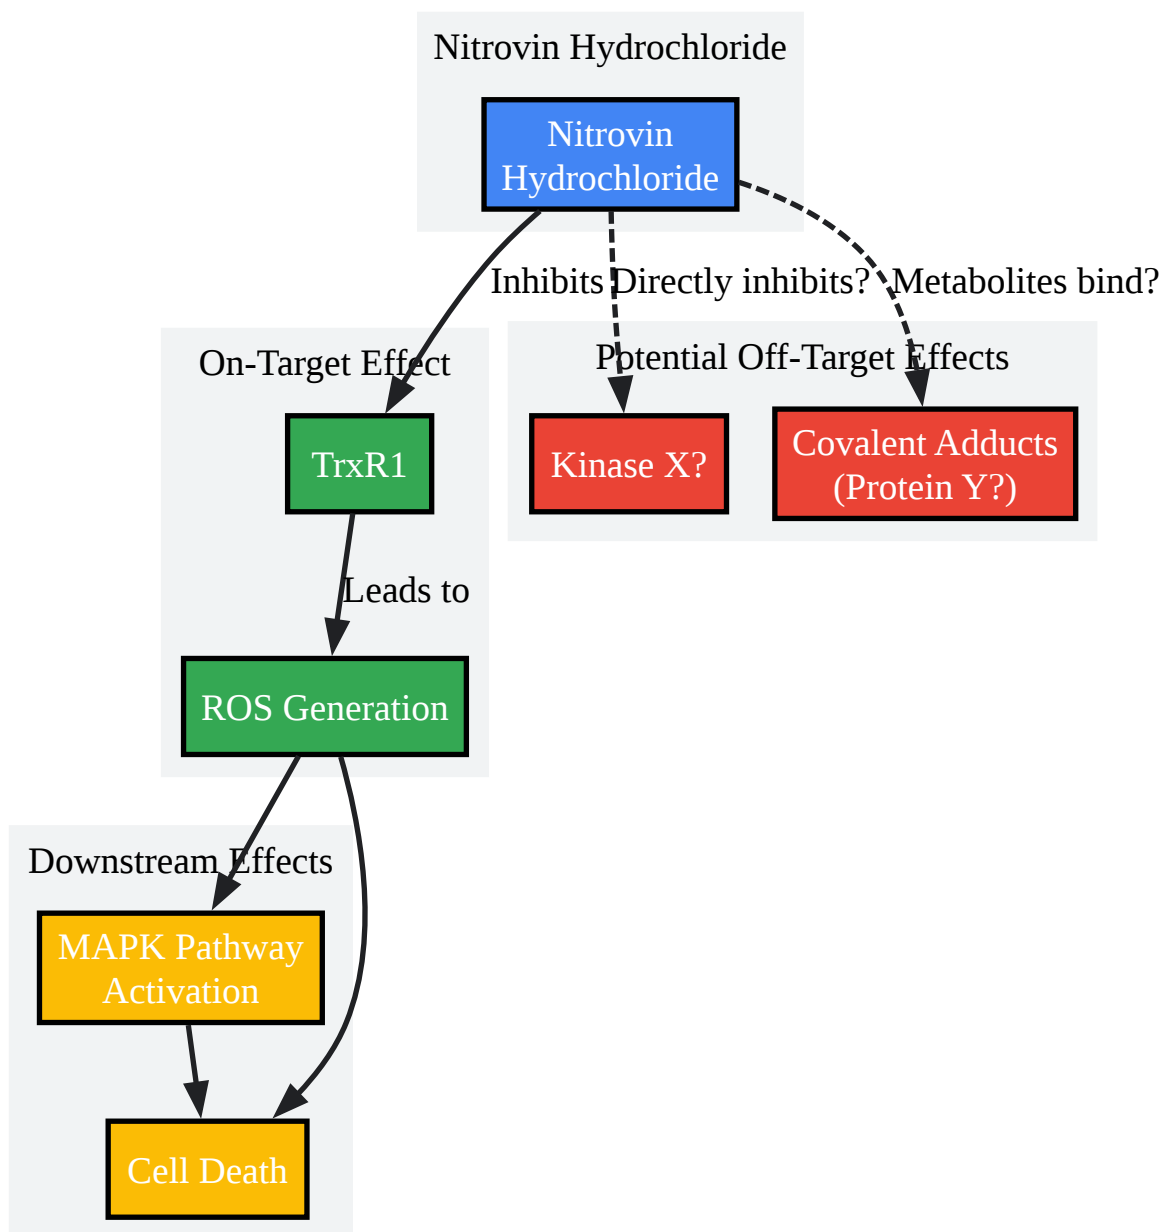 Nitrovin Hydrochloride
Nitrovin
Hydrochloride
Inhibits
Directly inhibits?
Metabolites bind?
On-Target Effect
Potential Off-Target Effects
TrxR1
Kinase X?
Covalent Adducts
(Protein Y?)
Leads to
ROS Generation
Downstream Effects
MAPK Pathway
Activation
Cell Death